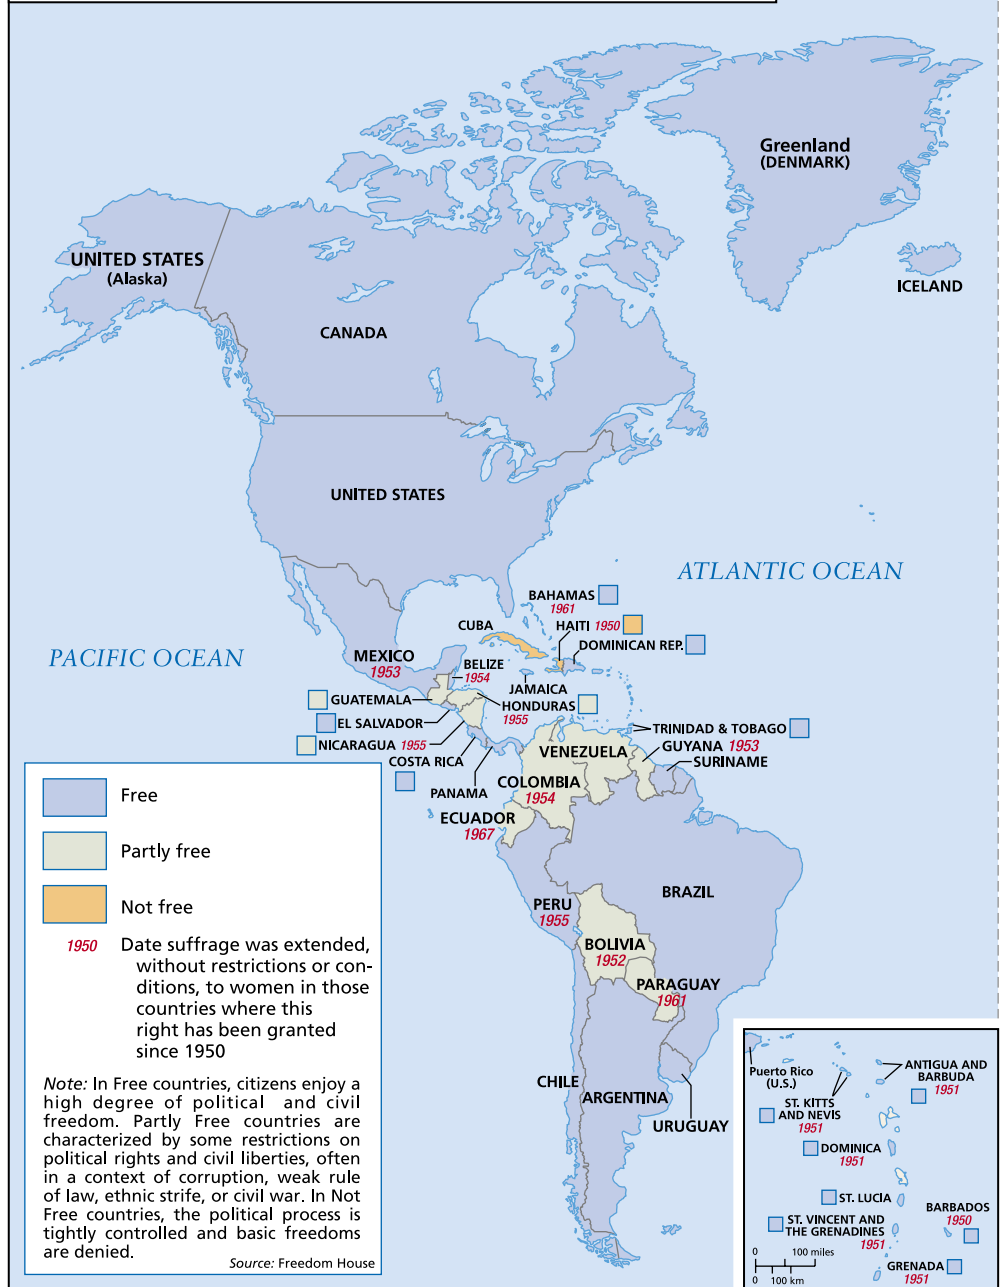 Greenland
(DENMARK)
UNITED STATES
(Alaska)
ICELAND
CANADA
UNITED STATES
ATLANTIC OCEAN
PACIFIC OCEAN
BAHAMAS
1961
CUBA
HAITI 1950
DOMINICAN REP.
MEXICO
1953
BELIZE
1954
JAMAICA
GUATEMALA
HONDURAS
1955
EL SALVADOR
NICARAGUA 1955
TRINIDAD & TOBAGO
VENEZUELA
GUYANA 1953
SURINAME
COSTA RICA
PANAMA
COLOMBIA
1954
ECUADOR
1967
BRAZIL
PERU
1955
BOLIVIA
1952
PARAGUAY
1961
CHILE
ARGENTINA
URUGUAY
Free
Partly free
Not free
1950 Date suffrage was extended,
without restrictions or con-
ditions, to women in those
countries where this
right has been granted
since 1950
Note: In Free countries, citizens enjoy a
high degree of political and civil
freedom. Partly Free countries are
characterized by some restrictions on
political rights and civil liberties, often
in a context of corruption, weak rule
of law, ethnic strife, or civil war. In Not
Free countries, the political process is
tightly controlled and basic freedoms
are denied.
Source: Freedom House
Puerto Rico
(U.S.)
ANTIGUA AND
BARBUDA
1951
ST. KITTS
AND NEVIS
1951
DOMINICA
1951
ST. LUCIA
BARBADOS
1950
ST. VINCENT AND
THE GRENADINES
1951
GRENADA
1951
0 100 miles
0 100 km